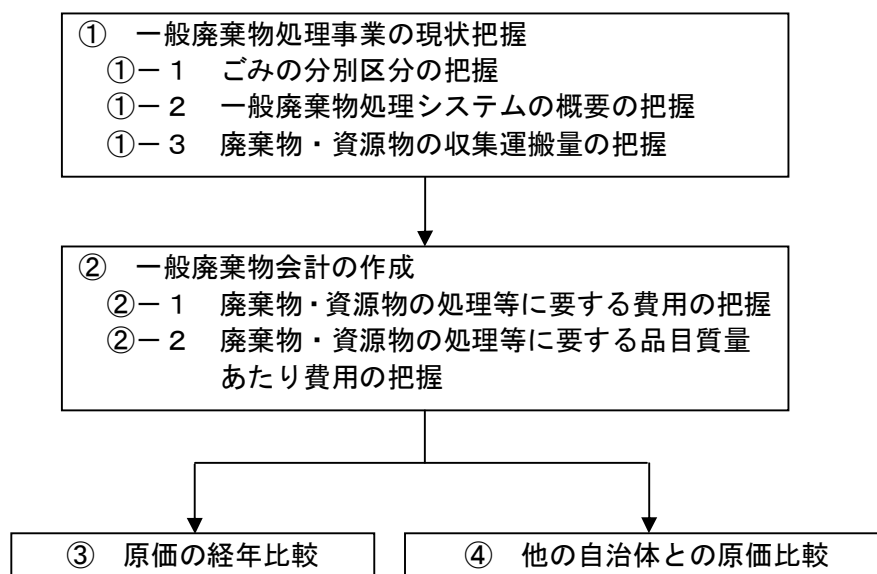 ① 一般廃棄物処理事業の現状把握
①－１ ごみの分別区分の把握
①－２ 一般廃棄物処理システムの概要の把握
①－３ 廃棄物・資源物の収集運搬量の把握
② 一般廃棄物会計の作成
②－１ 廃棄物・資源物の処理等に要する費用の把握
②－２ 廃棄物・資源物の処理等に要する品目質量
あたり費用の把握
③ 原価の経年比較
④ 他の自治体との原価比較